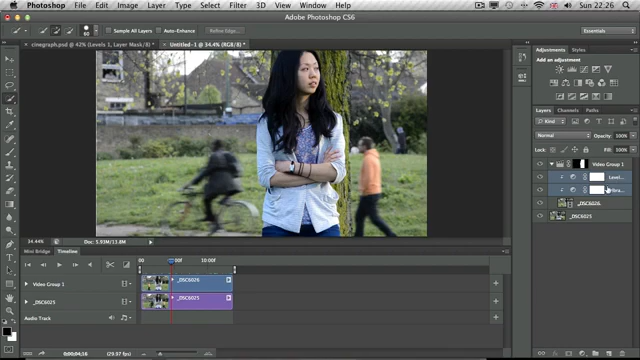 Photoshop File Edit Image Layer Type Select Filter 3D View Window Help
Sun 22:26
Adobe Photoshop CS6
60
Sample All Layers Auto-Enhance Refine Edge...
Essentials
cinegraph.psd @ 42% (Levels 1, Layer Mask/8) *
Untitled-1 @ 34.4% (RGB/8) *
Adjustments Styles
Add an adjustment
Layers Channels Paths
Kind
Normal Opacity: 100%
Lock: Fill: 100%
Video Group 1
Level...
Vibra...
_DSC6026
_DSC6025
34.44% Doc: 5.93M/13.8M
Mini Bridge Timeline
00 10:00f
Video Group 1 _DSC6026
_DSC6025 _DSC6025
Audio Track
0;00;04;16 (29.97 fps)